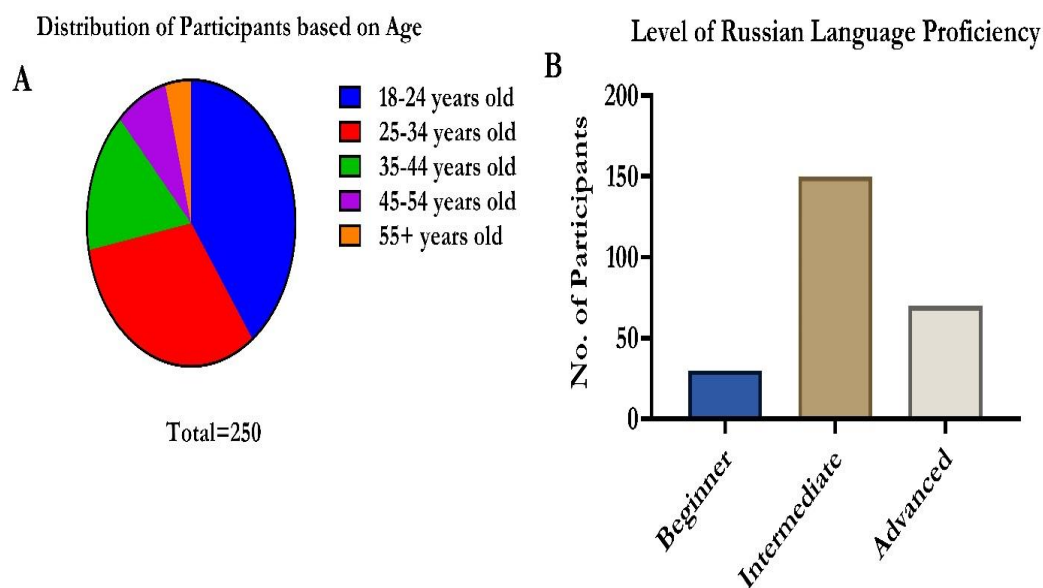 Distribution of Participants based on Age
A
18-24 years old
25-34 years old
35-44 years old
45-54 years old
55+ years old
Total=250
Level of Russian Language Proficiency
B
No. of Participants
200
150
100
50
0
Beginner
Intermediate
Advanced